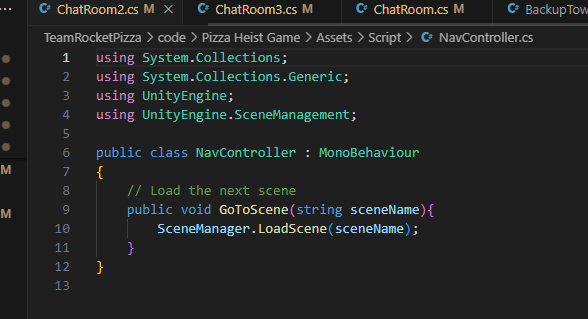 ChatRoom2.cs M ChatRoom3.cs M ChatRoom.cs M BackupTow
TeamRocketPizza > code > Pizza Heist Game > Assets > Script > NavController.cs
1 using System.Collections;
2 using System.Collections.Generic;
3 using UnityEngine;
4 using UnityEngine.SceneManagement;
5
6 public class NavController : MonoBehaviour
7 {
8 // Load the next scene
9 public void GoToScene(string sceneName){
10 SceneManager.LoadScene(sceneName);
11 }
12 }
13
M
M